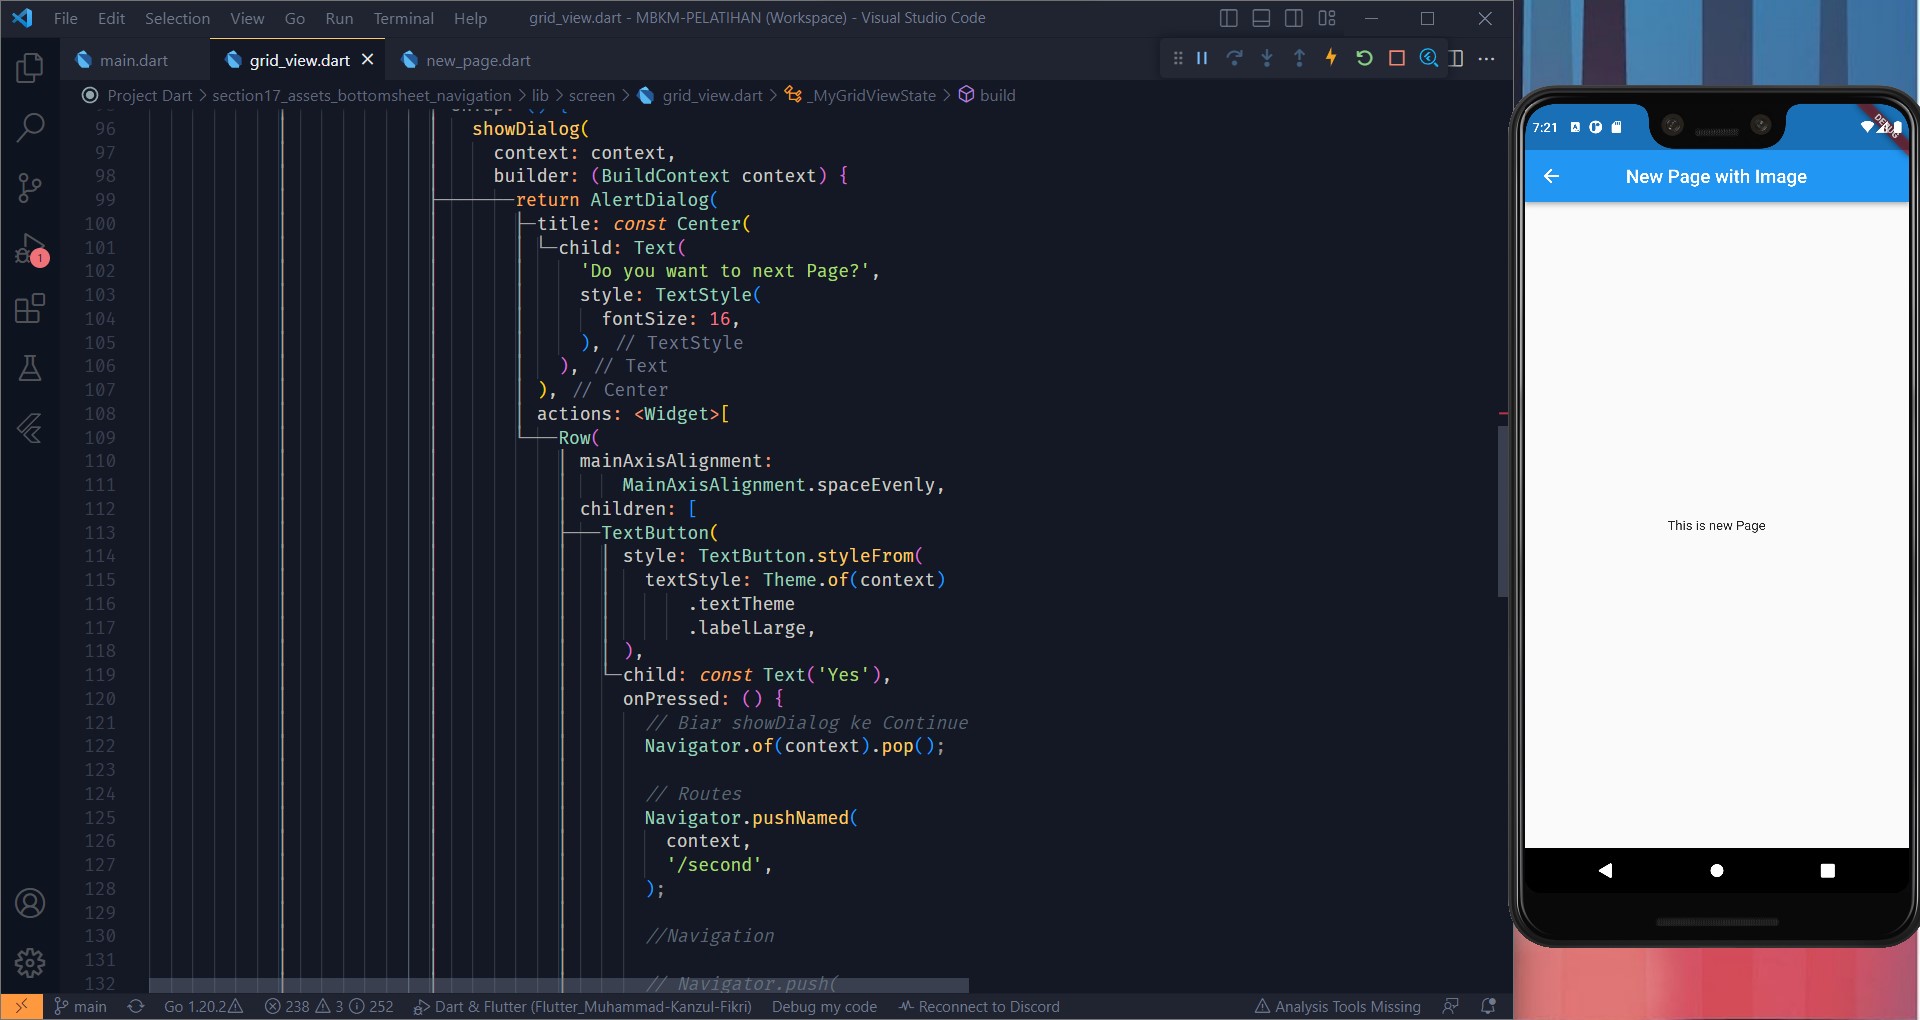 File Edit Selection View Go Run Terminal Help grid_view.dart - MBKM-PELATIHAN (Workspace) - Visual Studio Code
main.dart grid_view.dart new_page.dart
Project Dart > section17_assets_bottomsheet_navigation > lib > screen > grid_view.dart > _MyGridViewState > build
96 showDialog(
97 context: context,
98 builder: (BuildContext context) {
99 return AlertDialog(
100 title: const Center(
101 child: Text(
102 'Do you want to next Page?',
103 style: TextStyle(
104 fontSize: 16,
105 ), // TextStyle
106 ), // Text
107 ), // Center
108 actions: <Widget>[
109 Row(
110 mainAxisAlignment:
111 MainAxisAlignment.spaceEvenly,
112 children: [
113 TextButton(
114 style: TextButton.styleFrom(
115 textStyle: Theme.of(context)
116 .textTheme
117 .labelLarge,
118 ),
119 child: const Text('Yes'),
120 onPressed: () {
121 // Biar showDialog ke Continue
122 Navigator.of(context).pop();
123
124 // Routes
125 Navigator.pushNamed(
126 context,
127 '/second',
128 );
129
130 //Navigation
131
132 // Navigator.push(
1
main Go 1.20.2 238 3 252 Dart & Flutter (Flutter_Muhammad-Kanzul-Fikri) Debug my code Reconnect to Discord Analysis Tools Missing
7:21
DEBUG
New Page with Image
This is new Page